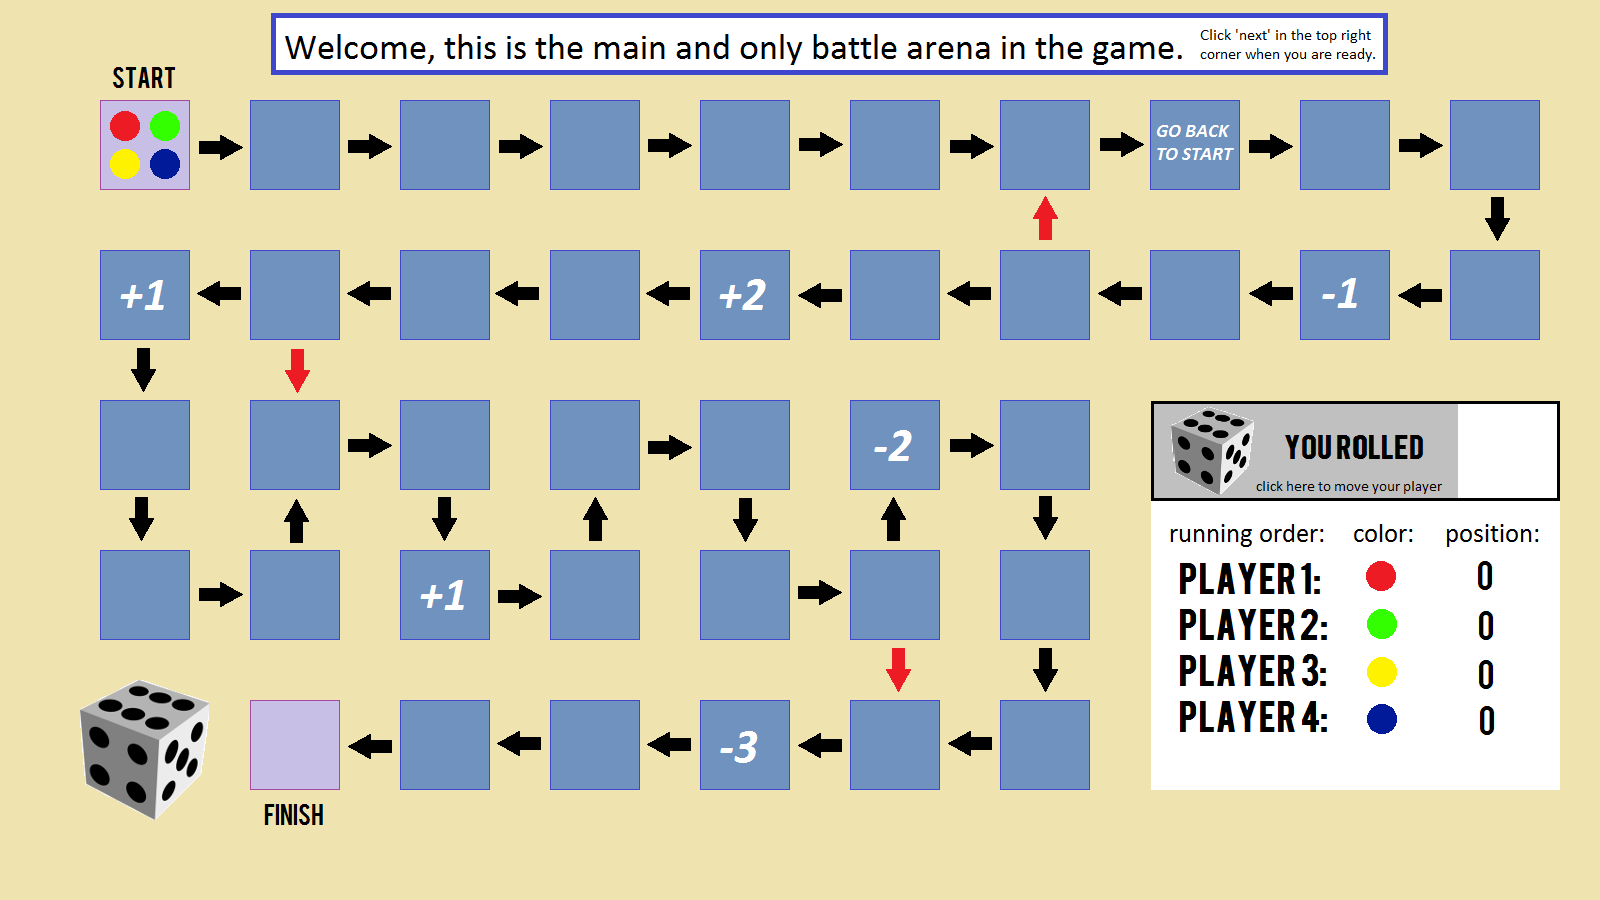 Welcome, this is the main and only battle arena in the game.
Click 'next' in the top right
corner when you are ready.
START
GO BACK
TO START
+1
+2
-1
-2
YOU ROLLED
click here to move your player
running order: color: position:
+1
PLAYER 1: 0
PLAYER 2: 0
PLAYER 3: 0
PLAYER 4: 0
-3
FINISH